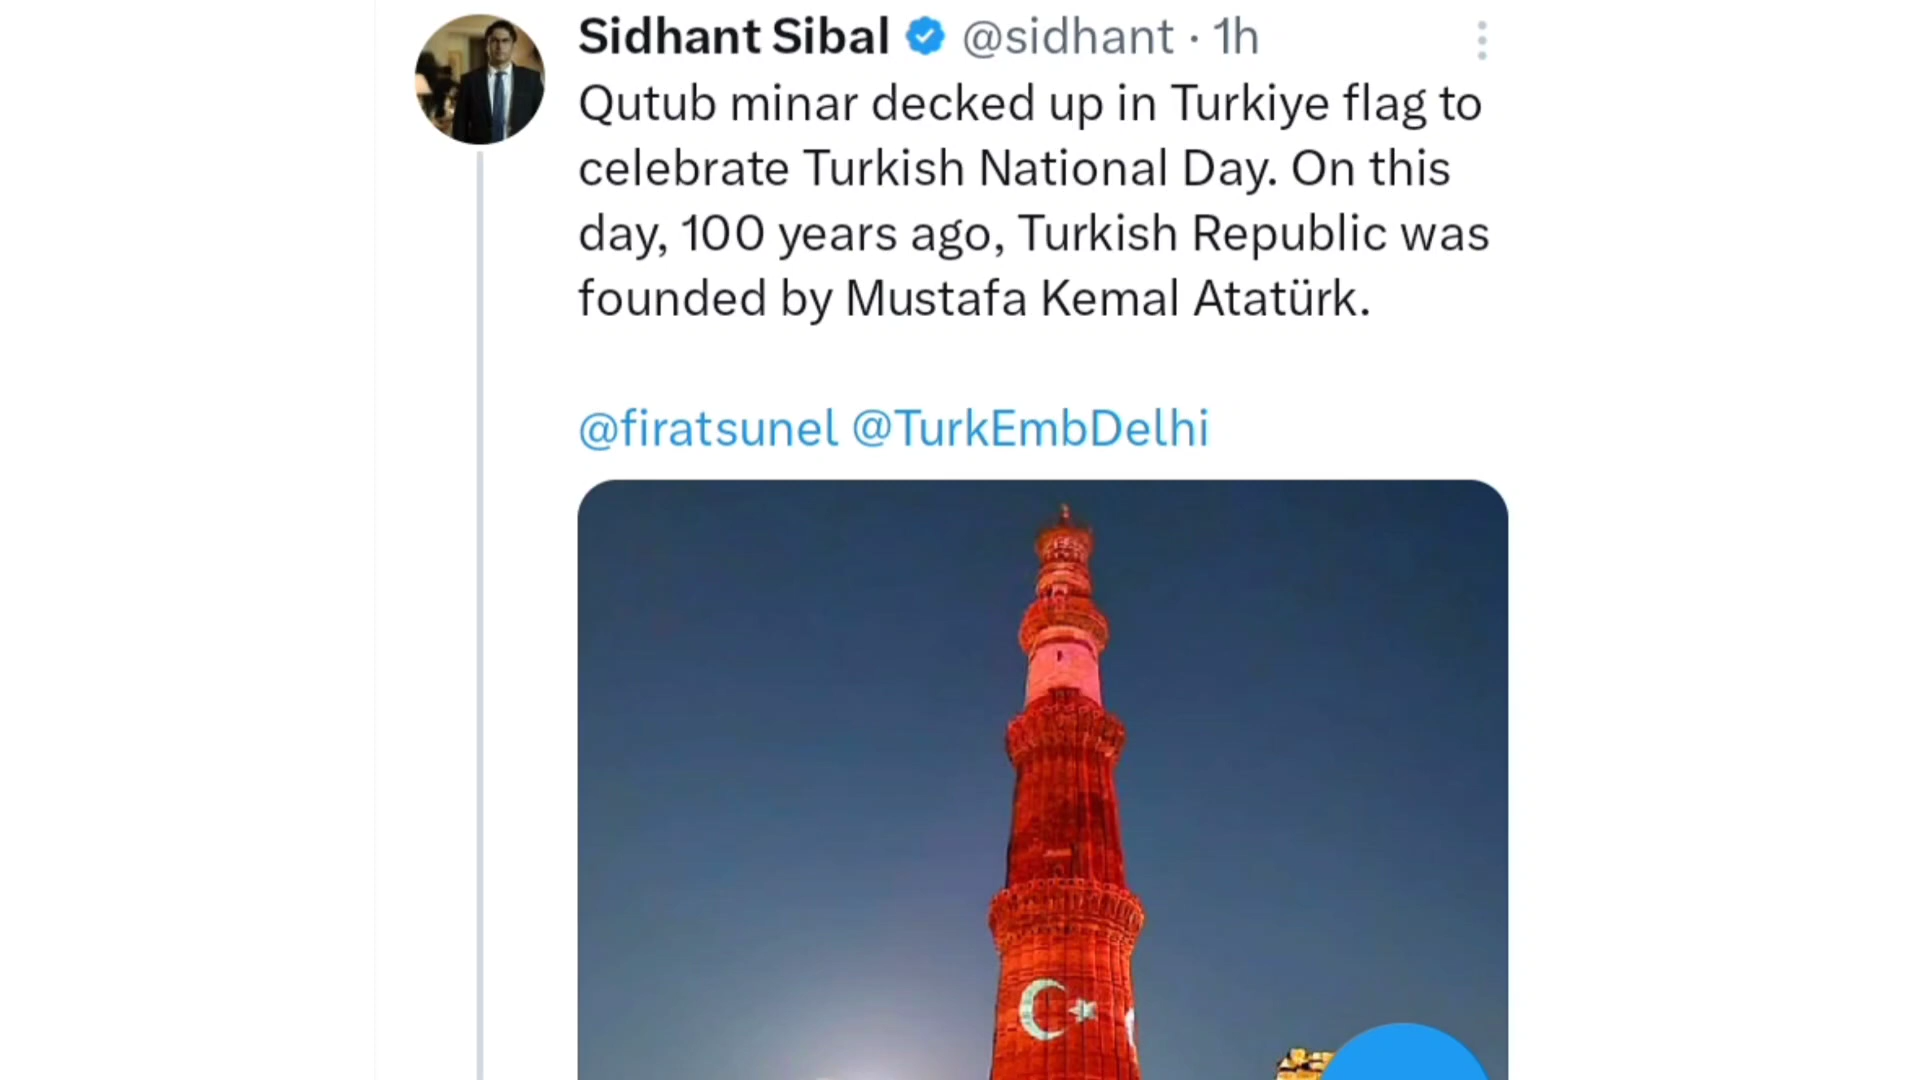 Sidhant Sibal @sidhant · 1h
Qutub minar decked up in Turkiye flag to
celebrate Turkish National Day. On this
day, 100 years ago, Turkish Republic was
founded by Mustafa Kemal Atatürk.
@firatsunel @TurkEmbDelhi